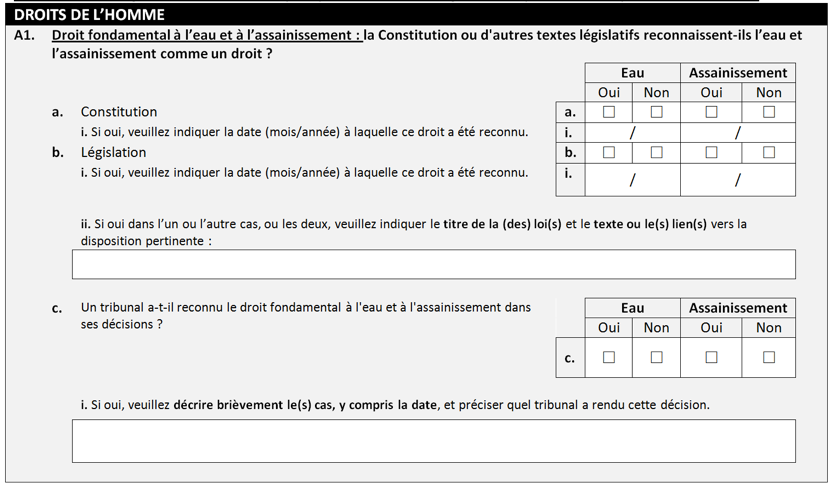 DROITS DE L'HOMME
A1. Droit fondamental à l'eau et à l'assainissement : la Constitution ou d'autres textes législatifs reconnaissent-ils l'eau et
l'assainissement comme un droit ?
Eau Assainissement
Oui Non Oui Non
a. Constitution a. ☐ ☐ ☐ ☐
i. Si oui, veuillez indiquer la date (mois/année) à laquelle ce droit a été reconnu. i. / /
b. Législation b. ☐ ☐ ☐ ☐
i. Si oui, veuillez indiquer la date (mois/année) à laquelle ce droit a été reconnu. i. / /
ii. Si oui dans l'un ou l'autre cas, ou les deux, veuillez indiquer le titre de la (des) loi(s) et le texte ou le(s) lien(s) vers la
disposition pertinente :
c. Un tribunal a-t-il reconnu le droit fondamental à l'eau et à l'assainissement dans
ses décisions ?
Eau Assainissement
Oui Non Oui Non
c. ☐ ☐ ☐ ☐
i. Si oui, veuillez décrire brièvement le(s) cas, y compris la date, et préciser quel tribunal a rendu cette décision.